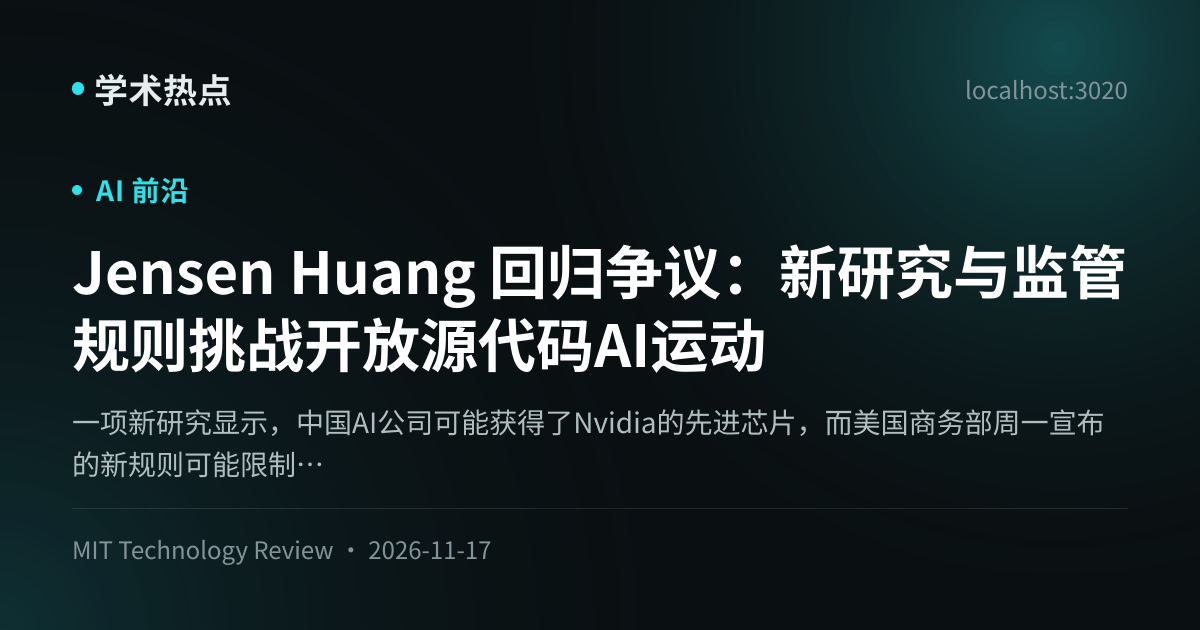 学术热点
localhost:3020
AI 前沿
Jensen Huang 回归争议：新研究与监管
规则挑战开放源代码AI运动
一项新研究显示，中国AI公司可能获得了Nvidia的先进芯片，而美国商务部周一宣布
的新规则可能限制…
MIT Technology Review · 2026-11-17